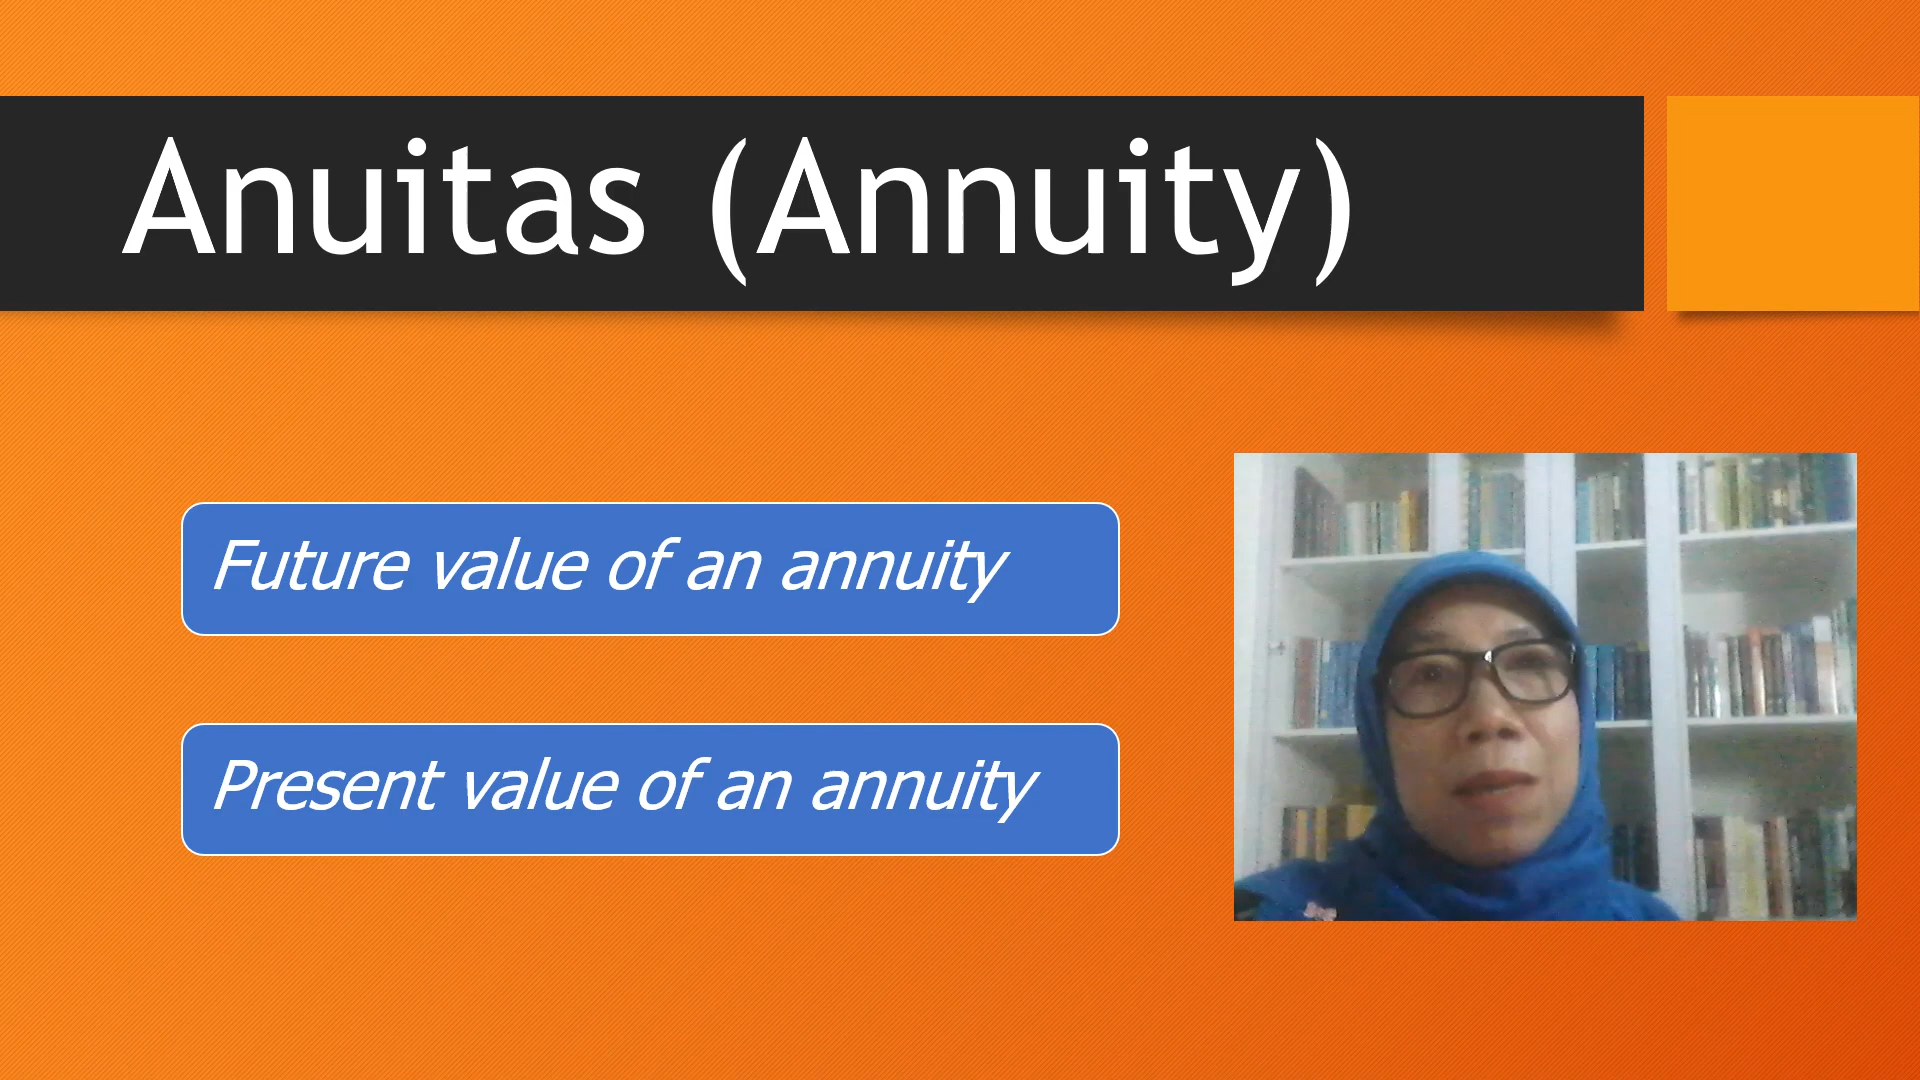 Anuitas (Annuity)
Future value of an annuity
Present value of an annuity